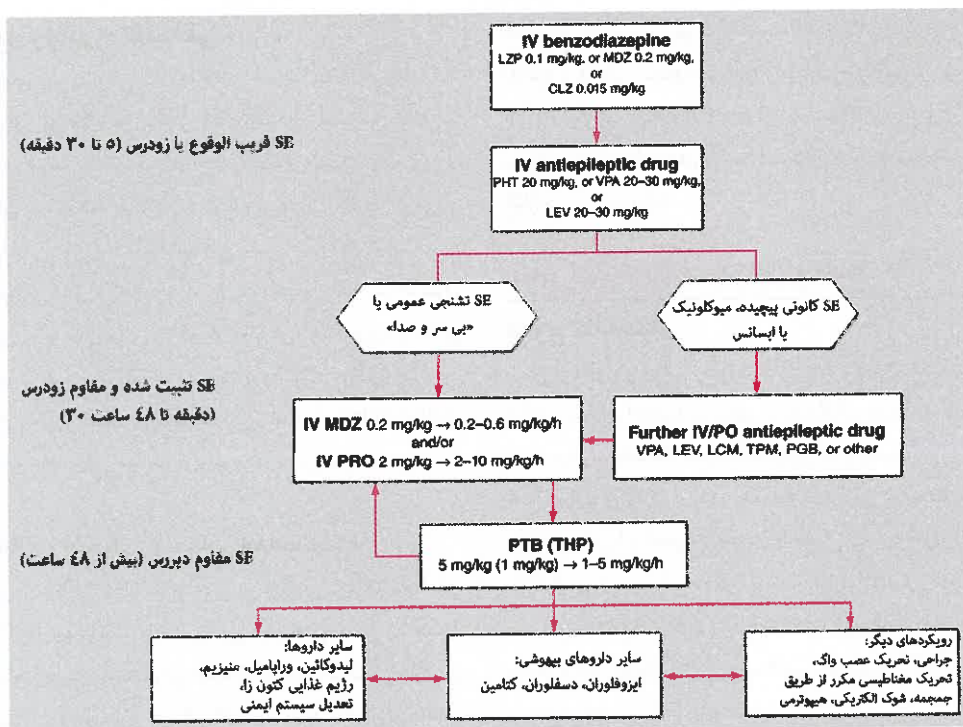 IV benzodiazepine
LZP 0.1 mg/kg, or MDZ 0.2 mg/kg,
or
CLZ 0.015 mg/kg
SE قریب الوقوع یا زودرس (۵ تا ۳۰ دقیقه)
IV antiepileptic drug
PHT 20 mg/kg, or VPA 20–30 mg/kg,
or
LEV 20–30 mg/kg
SE تشنجی عمومی یا
«بی سر و صدا»
SE کانونی پیچیده، میوکلونیک
یا ابسانس
SE تثبیت شده و مقاوم زودرس
(دقیقه تا ٤٨ ساعت ۳۰)
IV MDZ 0.2 mg/kg → 0.2–0.6 mg/kg/h
and/or
IV PRO 2 mg/kg → 2–10 mg/kg/h
Further IV/PO antiepileptic drug
VPA, LEV, LCM, TPM, PGB, or other
SE مقاوم دیررس (بیش از ٤٨ ساعت)
PTB (THP)
5 mg/kg (1 mg/kg) → 1–5 mg/kg/h
سایر داروها:
لیدوکائین، وراپامیل، منیزیم،
رژیم غذایی کتون زا،
تعدیل سیستم ایمنی
سایر داروهای بیهوشی:
ایزوفلوران، دسفلوران، کتامین
رویکردهای دیگر:
جراحی، تحریک عصب واگ،
تحریک مغناطیسی مکرر از طریق
جمجمه، شوک الکتریکی، هیپوترمی